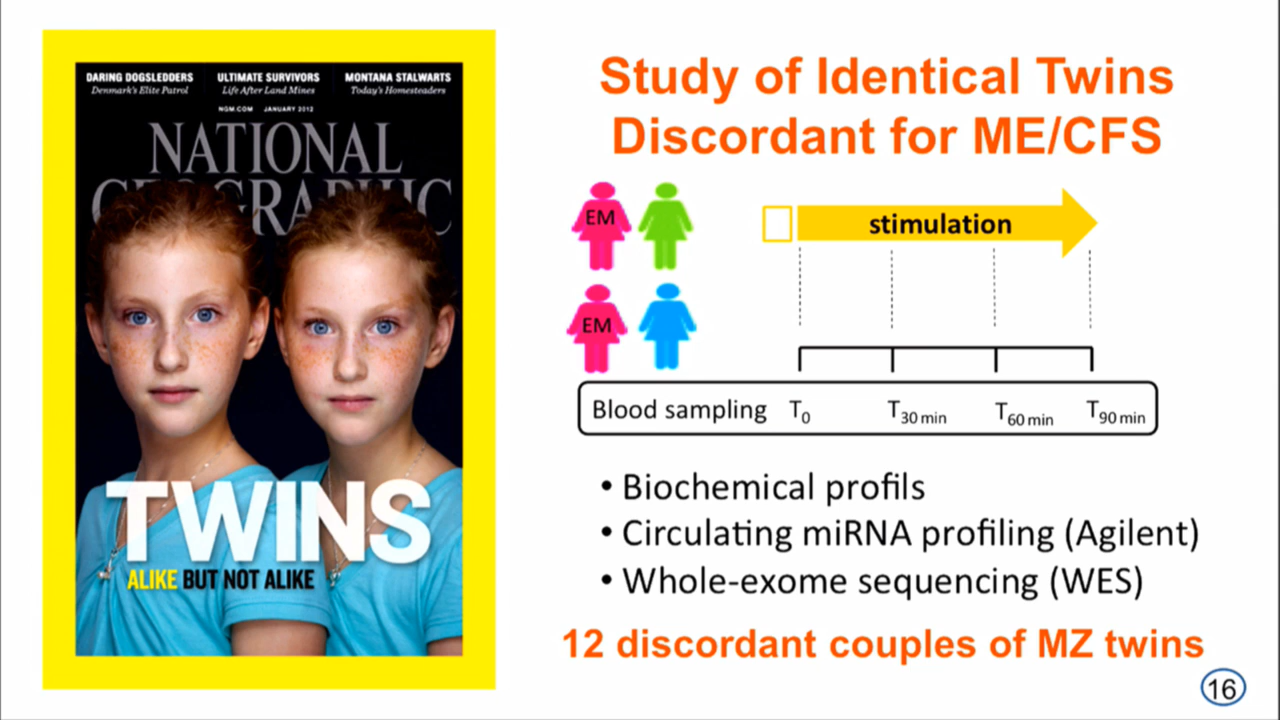 DARING DOGSLEDDERS
Denmark's Elite Patrol
ULTIMATE SURVIVORS
Life After Land Mines
MONTANA STALWARTS
Today's Homesteaders
NGM.COM JANUARY 2012
NATIONAL
GEOGRAPHIC
TWINS
ALIKE BUT NOT ALIKE
Study of Identical Twins
Discordant for ME/CFS
EM
EM
stimulation
Blood sampling T0 T30 min T60 min T90 min
• Biochemical profils
• Circulating miRNA profiling (Agilent)
• Whole-exome sequencing (WES)
12 discordant couples of MZ twins
16